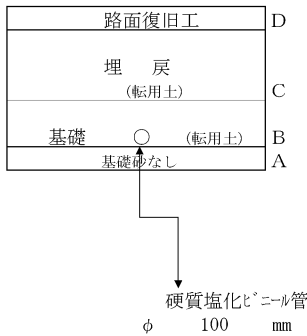 路面復旧工 D
埋 戻
(転用土) C
基礎 (転用土) B
基礎砂なし A
硬質塩化ﾋﾞﾆｰﾙ管
φ 100 mm